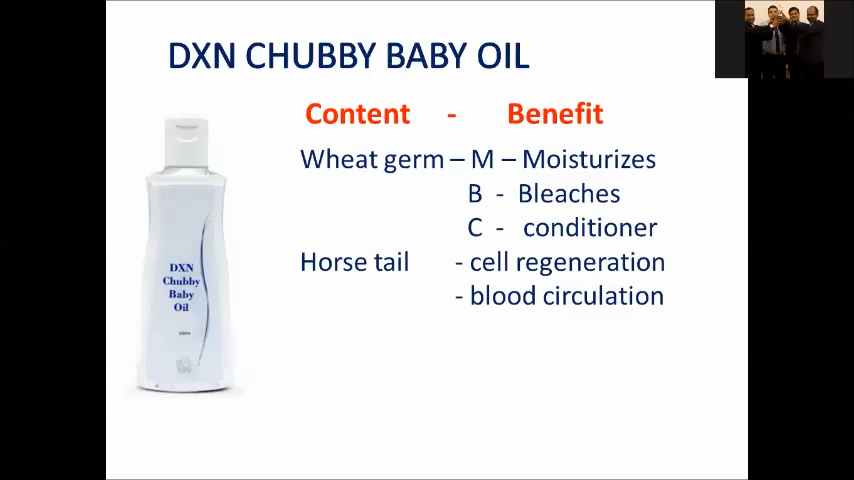 DXN CHUBBY BABY OIL
Content - Benefit
Wheat germ – M – Moisturizes
B - Bleaches
C - conditioner
Horse tail - cell regeneration
- blood circulation
DXN
Chubby
Baby
Oil